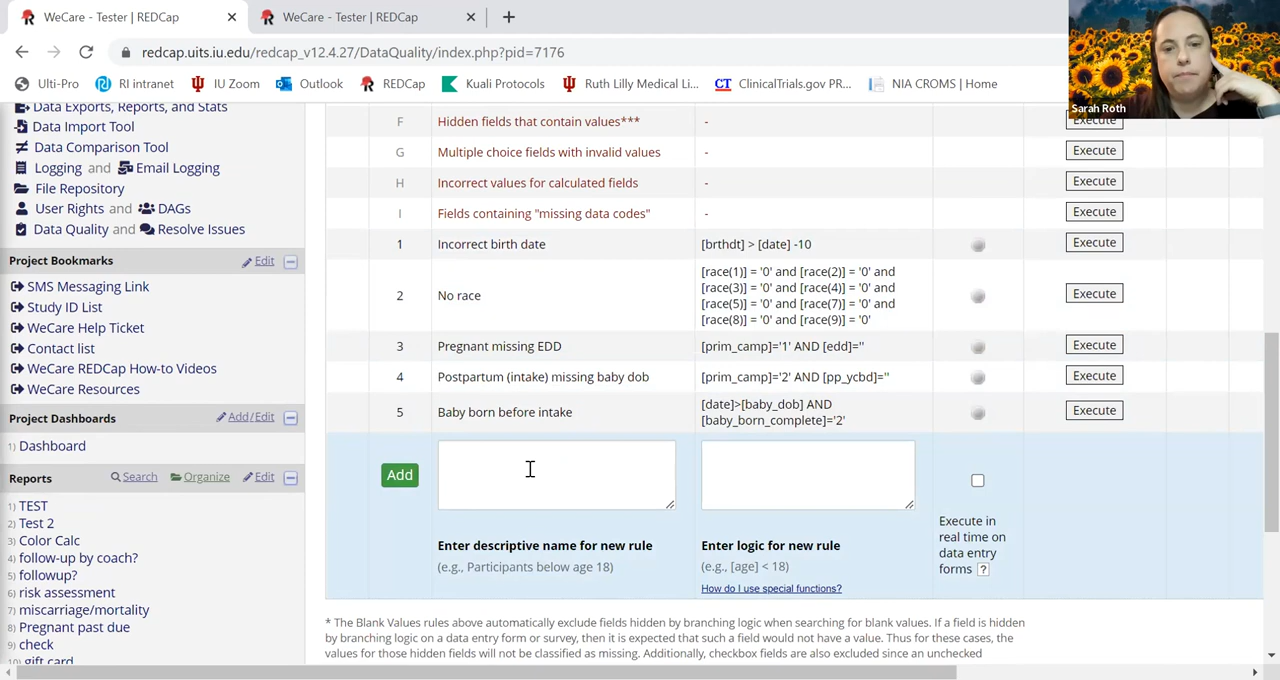 WeCare - Tester | REDCap
WeCare - Tester | REDCap
redcap.uits.iu.edu/redcap_v12.4.27/DataQuality/index.php?pid=7176
Ulti-Pro RI intranet IU Zoom Outlook REDCap Kuali Protocols Ruth Lilly Medical Li... ClinicalTrials.gov PR... NIA CROMS | Home
Sarah Roth
Data Exports, Reports, and Stats
Data Import Tool
Data Comparison Tool
Logging and Email Logging
File Repository
User Rights and DAGs
Data Quality and Resolve Issues
Project Bookmarks Edit
SMS Messaging Link
Study ID List
WeCare Help Ticket
Contact list
WeCare REDCap How-to Videos
WeCare Resources
Project Dashboards Add/Edit
1) Dashboard
Reports Search Organize Edit
1) TEST
2) Test 2
3) Color Calc
4) follow-up by coach?
5) followup?
6) risk assessment
7) miscarriage/mortality
8) Pregnant past due
9) check
10) gift card
F Hidden fields that contain values*** - Execute
G Multiple choice fields with invalid values - Execute
H Incorrect values for calculated fields - Execute
I Fields containing "missing data codes" - Execute
1 Incorrect birth date [brthdt] > [date] -10 Execute
2 No race [race(1)] = '0' and [race(2)] = '0' and
[race(3)] = '0' and [race(4)] = '0' and
[race(5)] = '0' and [race(7)] = '0' and
[race(8)] = '0' and [race(9)] = '0'
Execute
3 Pregnant missing EDD [prim_camp]='1' AND [edd]='' Execute
4 Postpartum (intake) missing baby dob [prim_camp]='2' AND [pp_ycbd]='' Execute
5 Baby born before intake [date]>[baby_dob] AND
[baby_born_complete]='2'
Execute
Add
Enter descriptive name for new rule
(e.g., Participants below age 18)
Enter logic for new rule
(e.g., [age] < 18)
How do I use special functions?
Execute in
real time on
data entry
forms ?
* The Blank Values rules above automatically exclude fields hidden by branching logic when searching for blank values. If a field is hidden
by branching logic on a data entry form or survey, then it is expected that such a field would not have a value. Thus for these cases, the
values for those hidden fields will not be classified as missing. Additionally, checkbox fields are also excluded since an unchecked